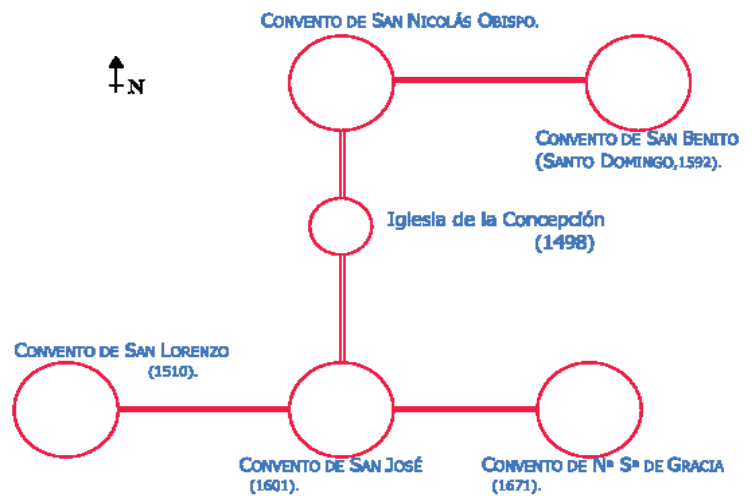 CONVENTO DE SAN NICOLÁS OBISPO.
N
CONVENTO DE SAN BENITO
(SANTO DOMINGO,1592).
Iglesia de la Concepción
(1498)
CONVENTO DE SAN LORENZO
(1510).
CONVENTO DE SAN JOSÉ
(1601).
CONVENTO DE Nª Sª DE GRACIA
(1671).